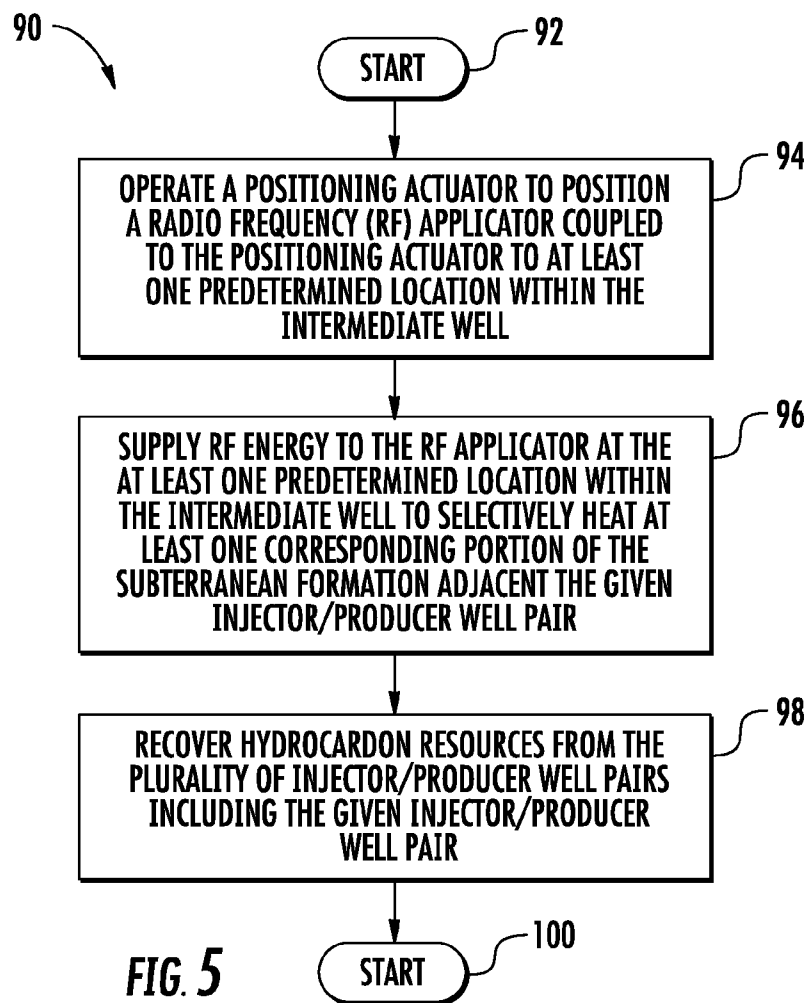 90
92
START
94
OPERATE A POSITIONING ACTUATOR TO POSITION
A RADIO FREQUENCY (RF) APPLICATOR COUPLED
TO THE POSITIONING ACTUATOR TO AT LEAST
ONE PREDETERMINED LOCATION WITHIN THE
INTERMEDIATE WELL
96
SUPPLY RF ENERGY TO THE RF APPLICATOR AT THE
AT LEAST ONE PREDETERMINED LOCATION WITHIN
THE INTERMEDIATE WELL TO SELECTIVELY HEAT AT
LEAST ONE CORRESPONDING PORTION OF THE
SUBTERRANEAN FORMATION ADJACENT THE GIVEN
INJECTOR/PRODUCER WELL PAIR
98
RECOVER HYDROCARDON RESOURCES FROM THE
PLURALITY OF INJECTOR/PRODUCER WELL PAIRS
INCLUDING THE GIVEN INJECTOR/PRODUCER
WELL PAIR
100
START
FIG. 5